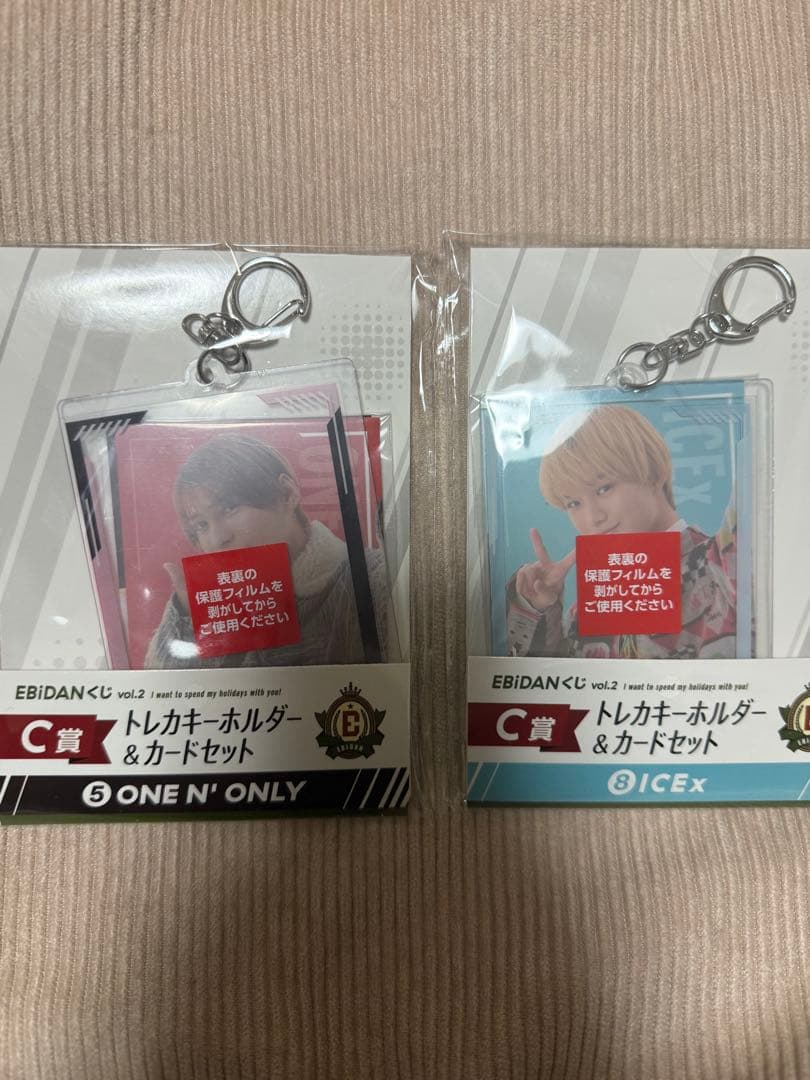 表裏の
保護フィルムを
剥がしてから
ご使用ください
EBiDANくじ vol.2 I want to spend my holidays with you!
C賞
トレカキーホルダー
&カードセット
E
EBIDAN
⑤ ONE N' ONLY
ICEx
表裏の
保護フィルムを
剥がしてから
ご使用ください
EBiDANくじ vol.2 I want to spend my holidays with you!
C賞
トレカキーホルダー
&カードセット
⑧ ICEx